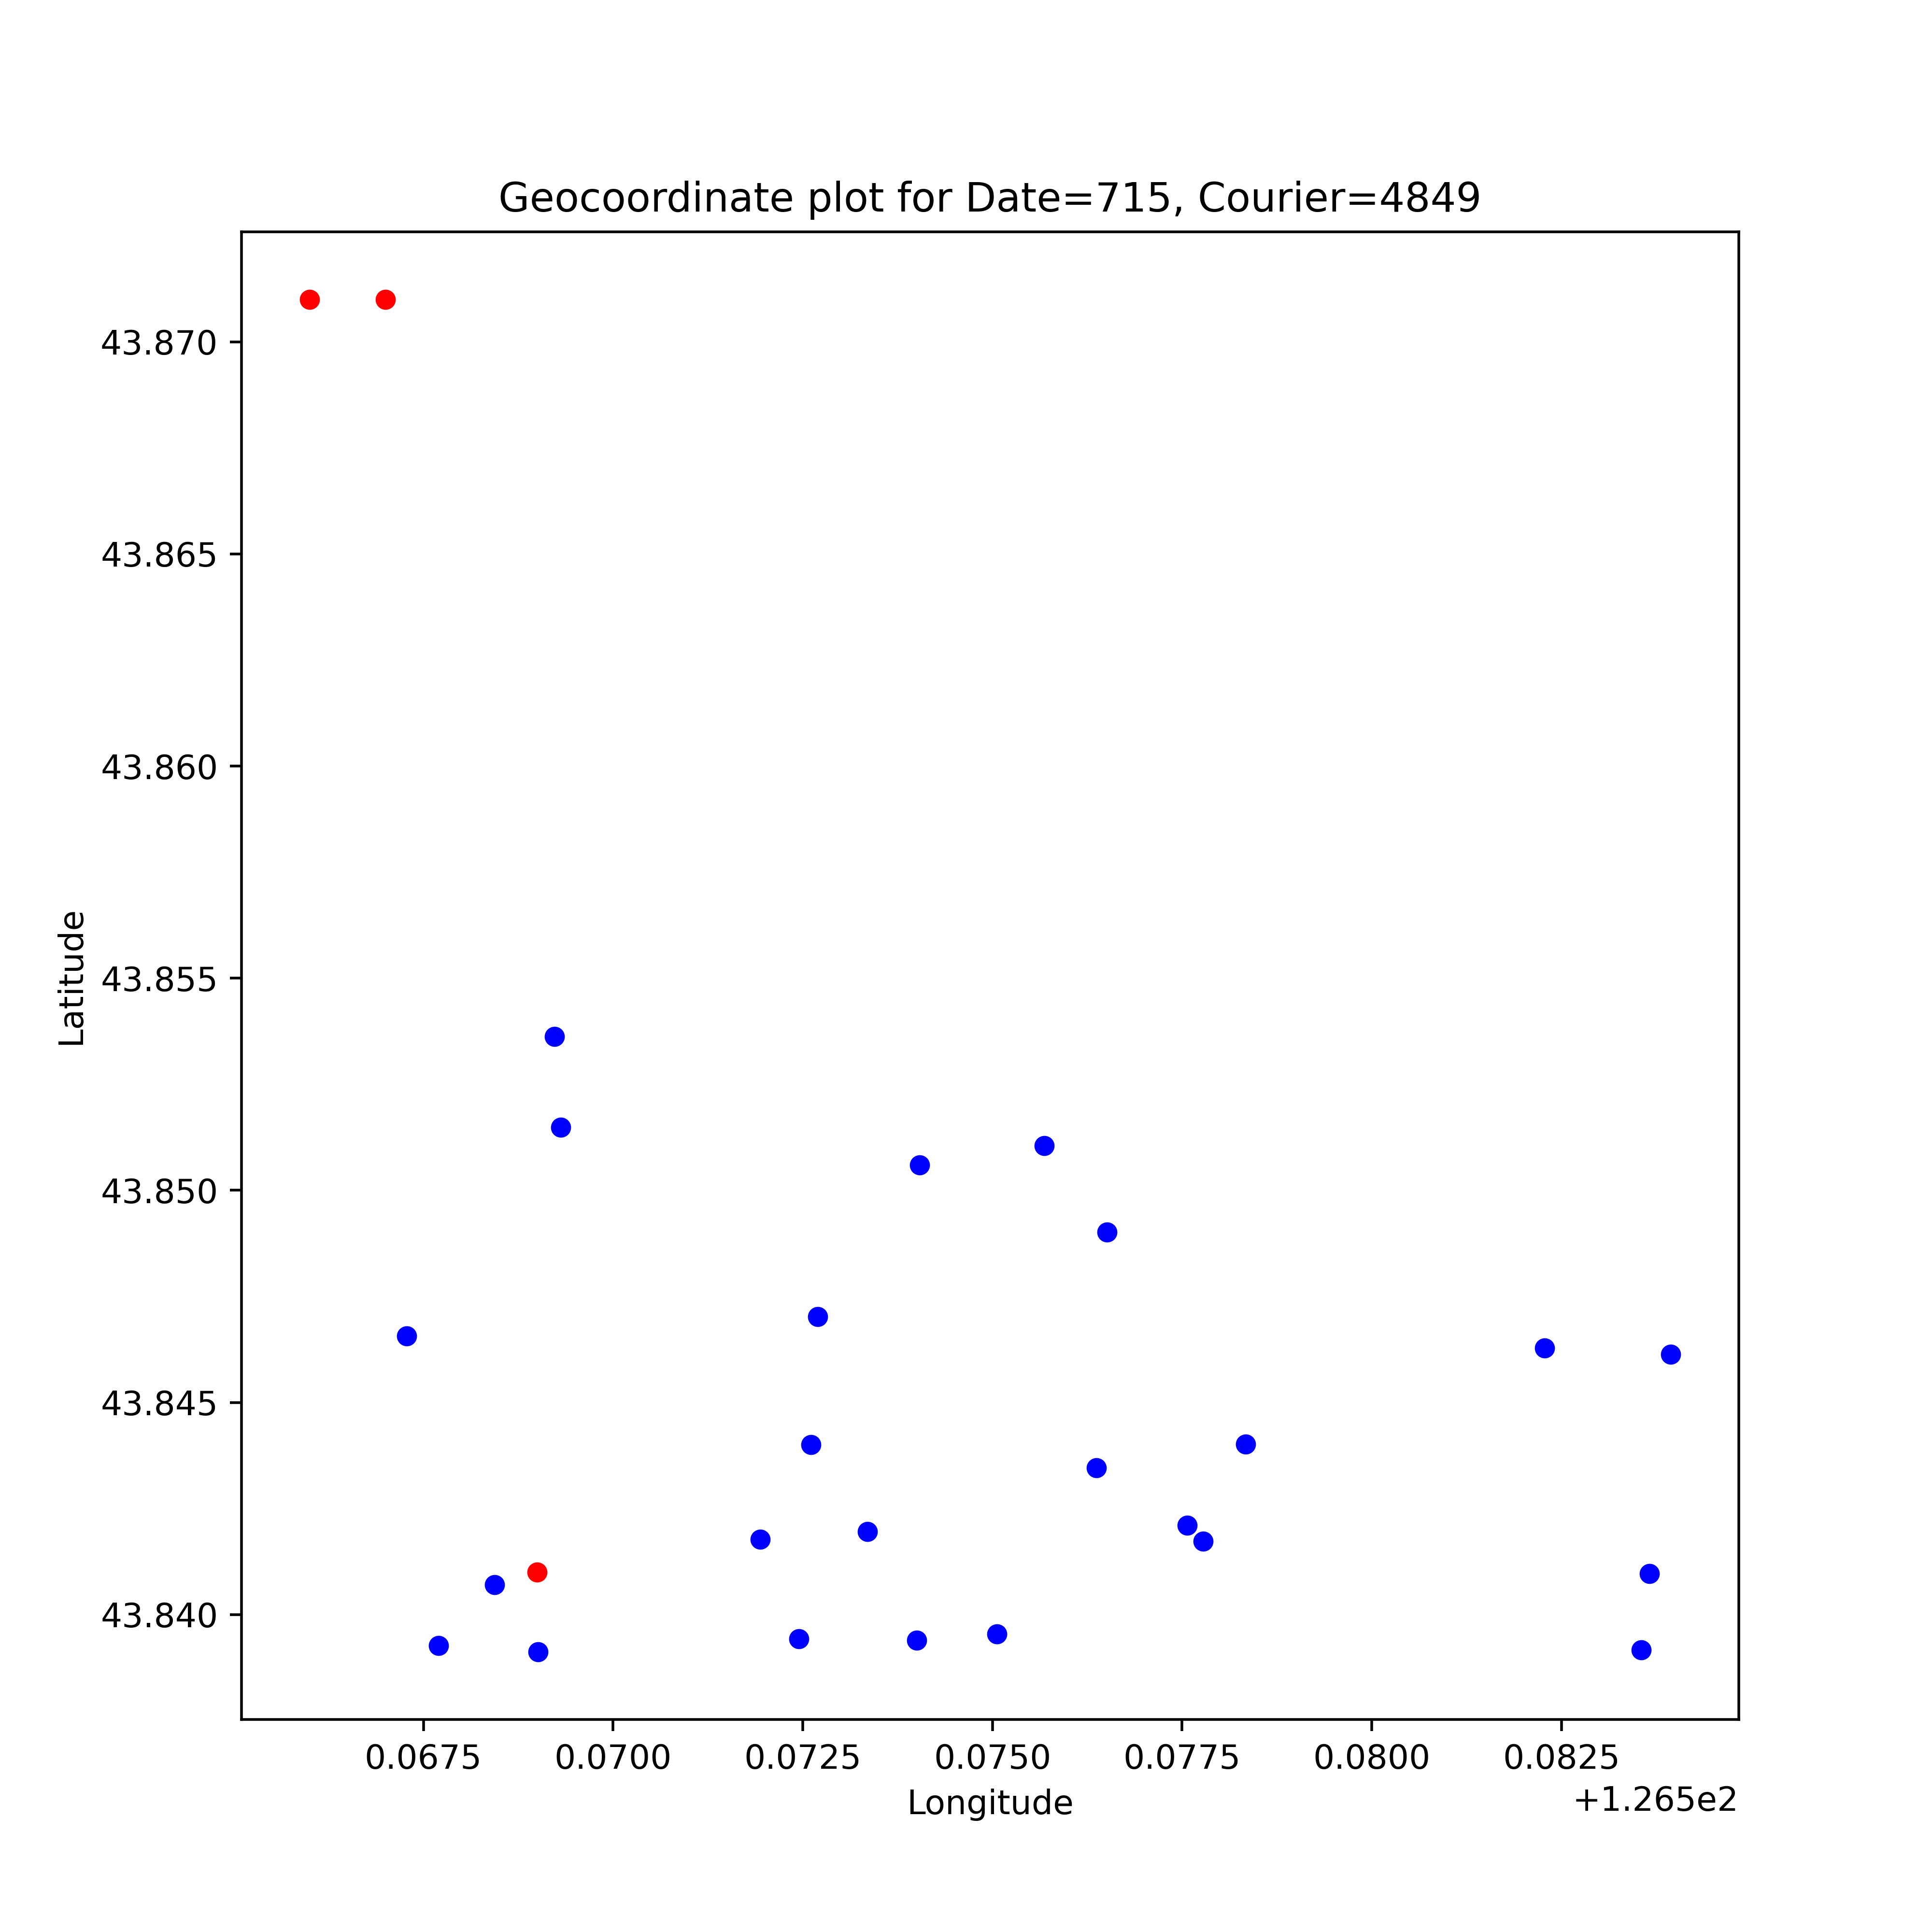 Geocoordinate plot for Date=715, Courier=4849
43.870
43.865
43.860
43.855
43.850
43.845
43.840
Latitude
0.0675 0.0700 0.0725 0.0750 0.0775 0.0800 0.0825
+1.265e2
Longitude